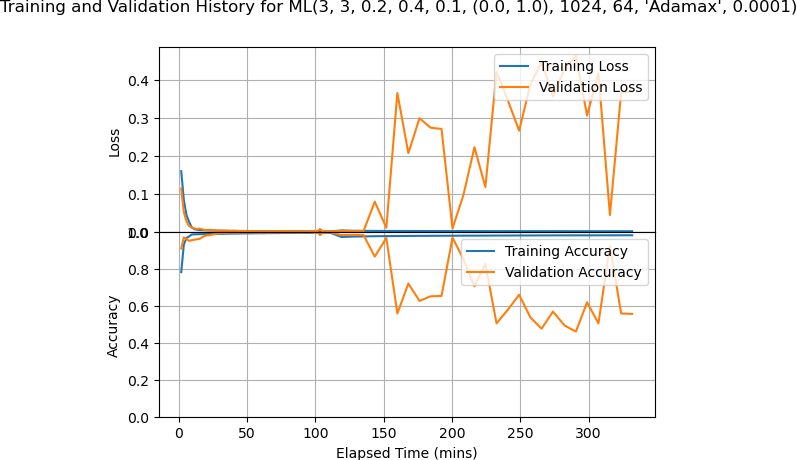 Training and Validation History for ML(3, 3, 0.2, 0.4, 0.1, (0.0, 1.0), 1024, 64, 'Adamax', 0.0001)
Loss
0.4
0.3
0.2
0.1
0.0
Training Loss
Validation Loss
Accuracy
1.0
0.8
0.6
0.4
0.2
0.0
Training Accuracy
Validation Accuracy
0
50
100
150
200
250
300
Elapsed Time (mins)